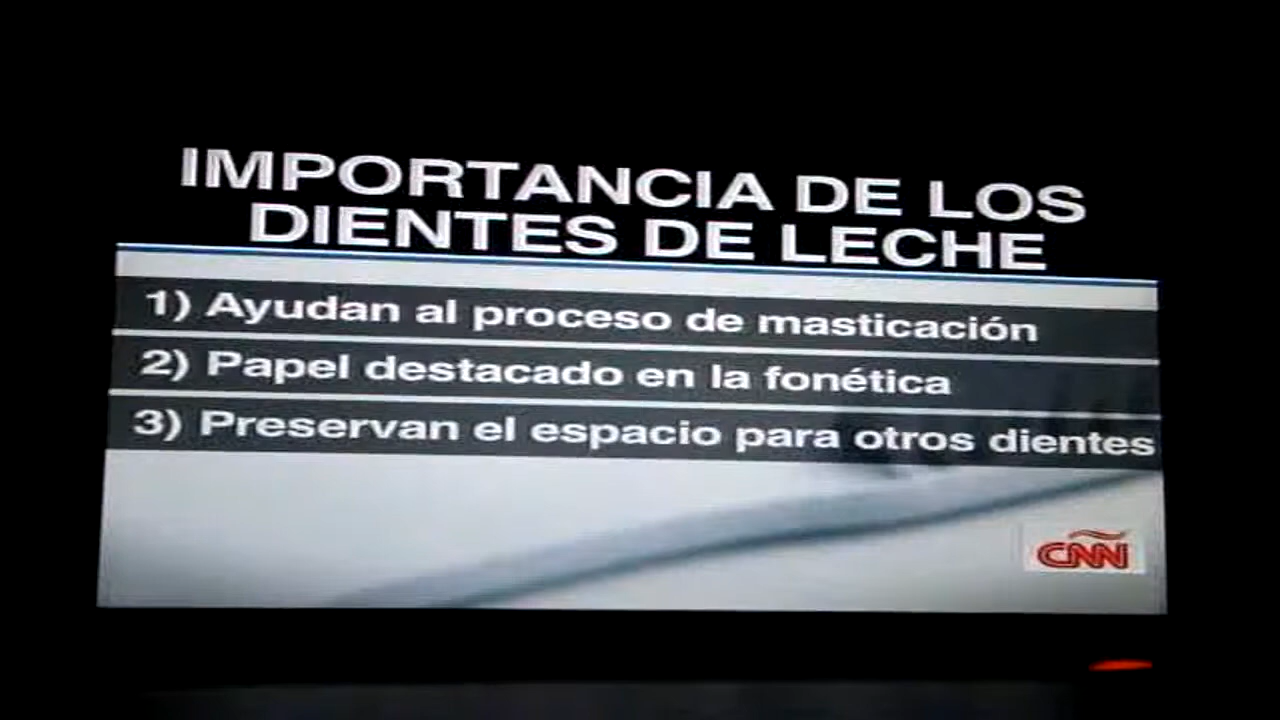 IMPORTANCIA DE LOS
DIENTES DE LECHE
1) Ayudan al proceso de masticación
2) Papel destacado en la fonética
3) Preservan el espacio para otros dientes
CNN